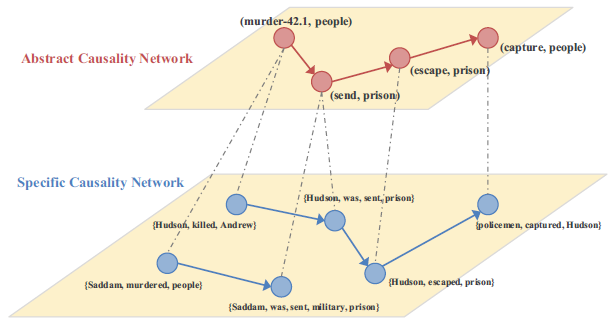 (murder-42.1, people)
(capture, people)
Abstract Causality Network
(escape, prison)
(send, prison)
Specific Causality Network
{Hudson, was, sent, prison}
{Hudson, killed, Andrew}
{policemen, captured, Hudson}
{Saddam, murdered, people}
{Hudson, escaped, prison}
{Saddam, was, sent, military, prison}